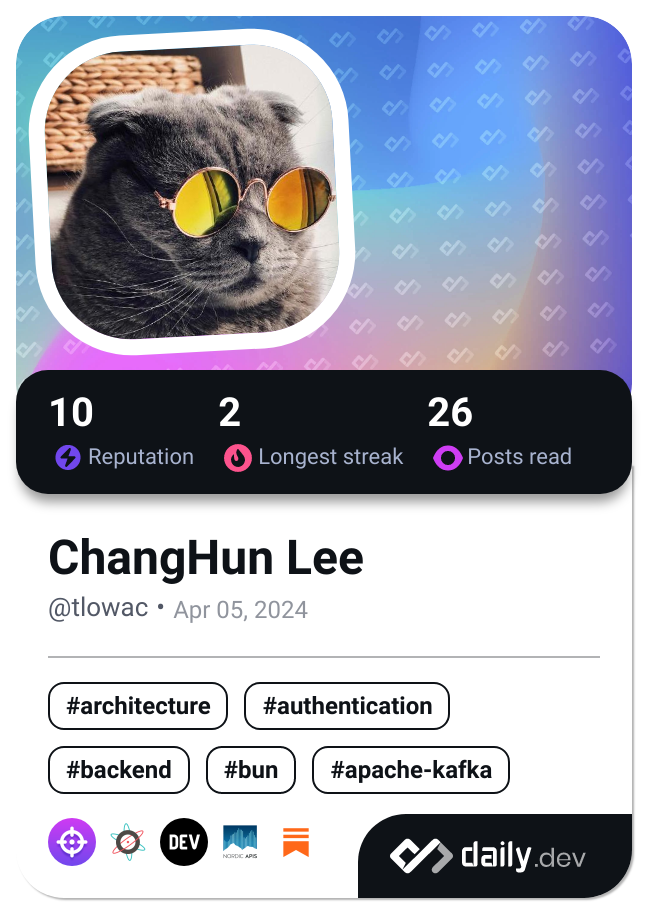 10 2 26
Reputation Longest streak Posts read
ChangHun Lee
@tlowac • Apr 05, 2024
#architecture #authentication
#backend #bun #apache-kafka
DEV NORDIC APIS
daily.dev